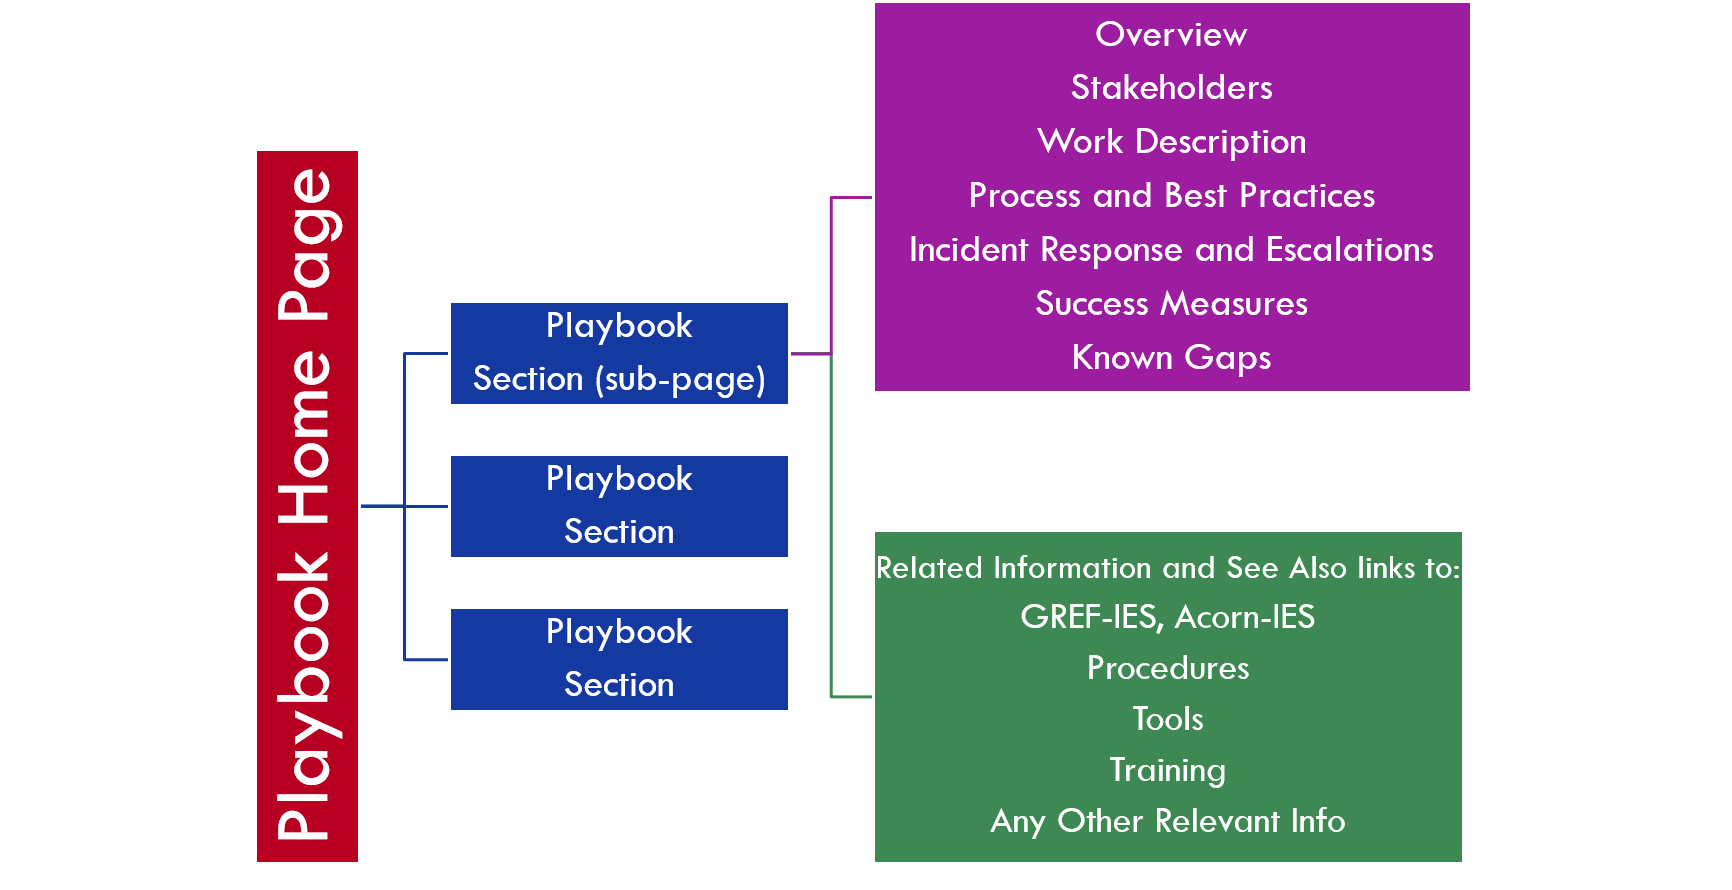 Playbook Home Page
Playbook
Section (sub-page)
Playbook
Section
Playbook
Section
Overview
Stakeholders
Work Description
Process and Best Practices
Incident Response and Escalations
Success Measures
Known Gaps
Related Information and See Also links to:
GREF-IES, Acorn-IES
Procedures
Tools
Training
Any Other Relevant Info